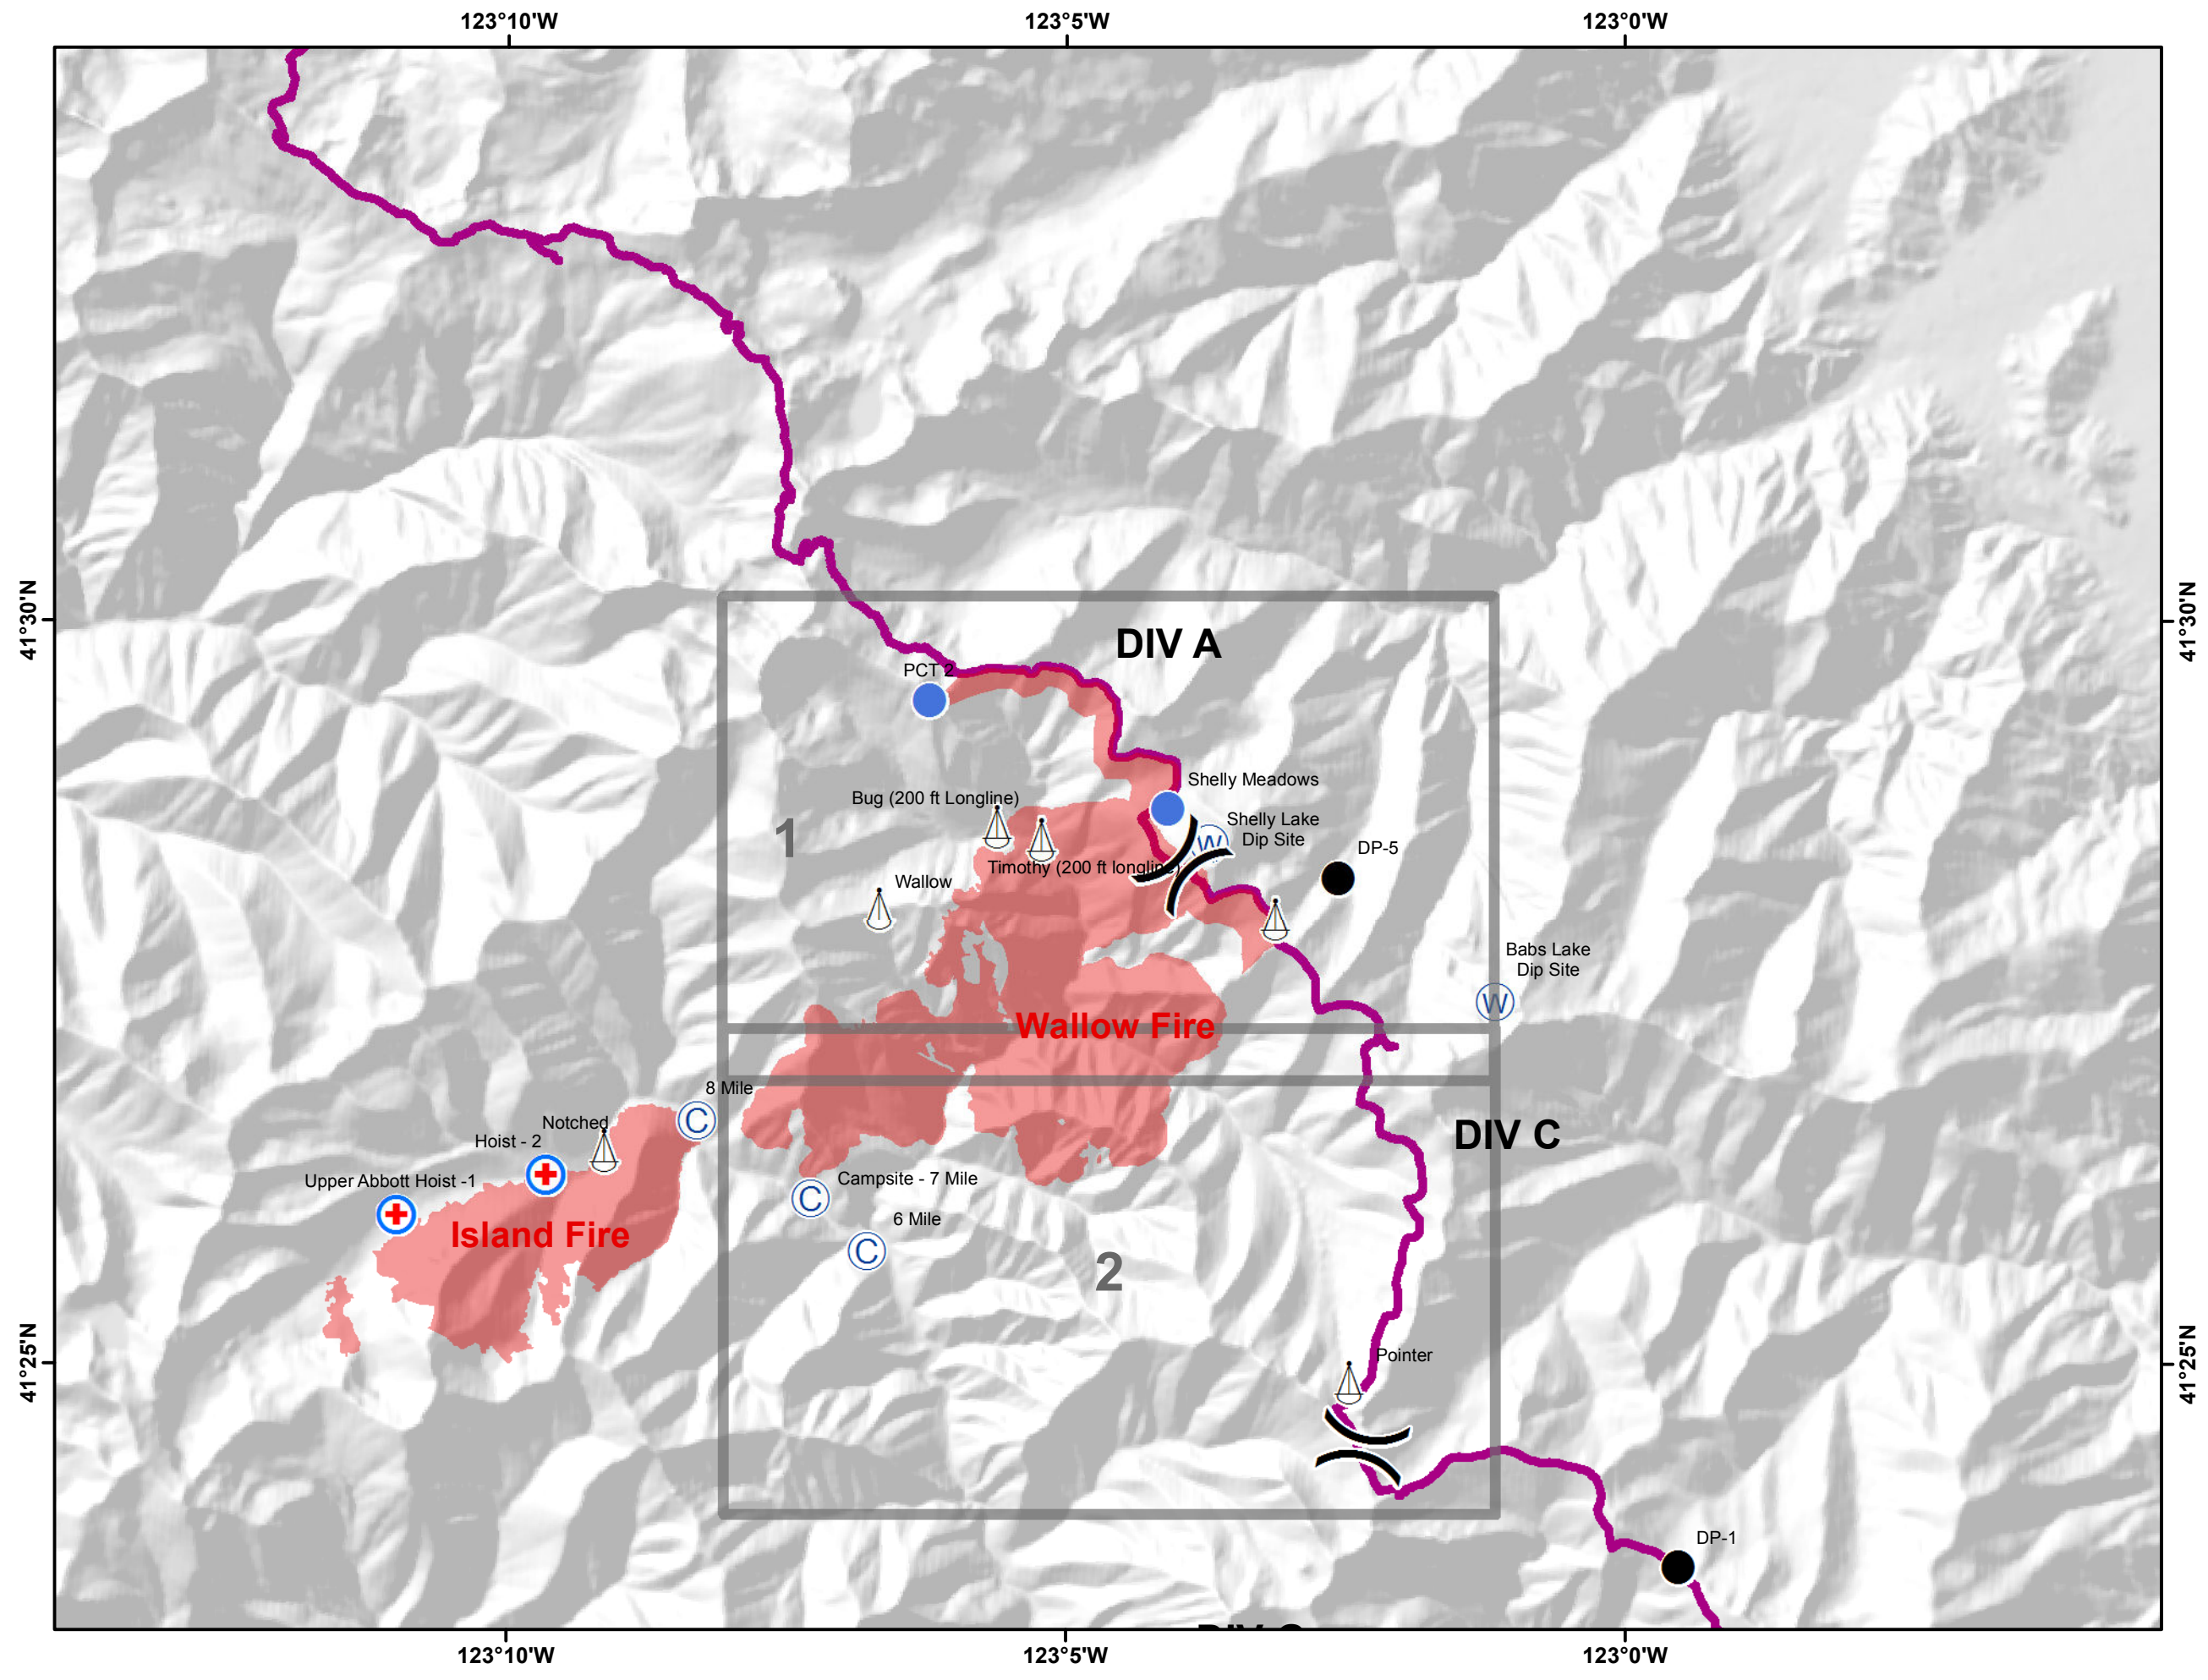 123°10'W
123°5'W
123°0'W
41°30'N
41°30'N
DIV A
PCT 2
Shelly Meadows
Bug (200 ft Longline)
Shelly Lake
Dip Site
W
1
DP-5
Timothy (200 ft longline)
Wallow
Babs Lake
Dip Site
W
Wallow Fire
8 Mile
C
Notched
DIV C
Hoist - 2
Upper Abbott Hoist -1
Campsite - 7 Mile
C
6 Mile
Island Fire
C
2
Pointer
41°25'N
41°25'N
DP-1
123°10'W
123°5'W
123°0'W